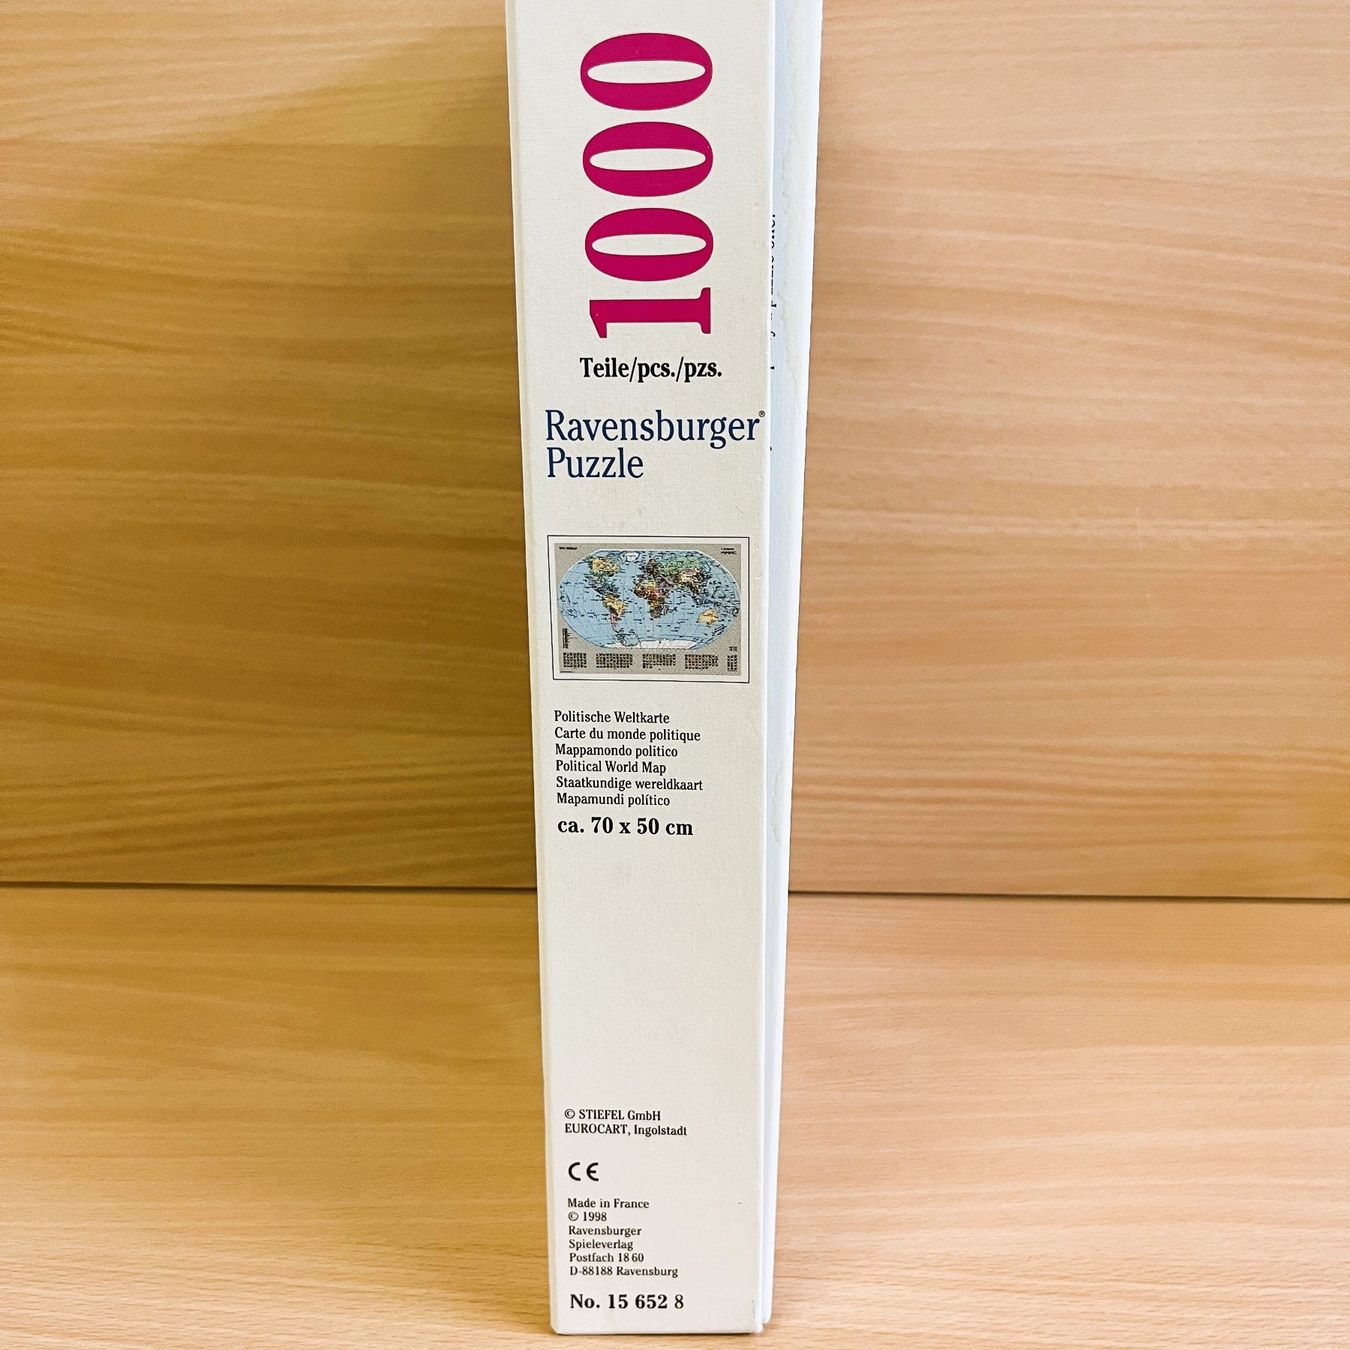 1000
Teile/pcs./pzs.
Ravensburger®
Puzzle
Politische Weltkarte
Carte du monde politique
Mappamondo politico
Political World Map
Staatkundige wereldkaart
Mapamundi político
ca. 70 x 50 cm
© STIEFEL GmbH
EUROCART, Ingolstadt
CE
Made in France
© 1998
Ravensburger
Spieleverlag
Postfach 18 60
D-88188 Ravensburg
No. 15 652 8